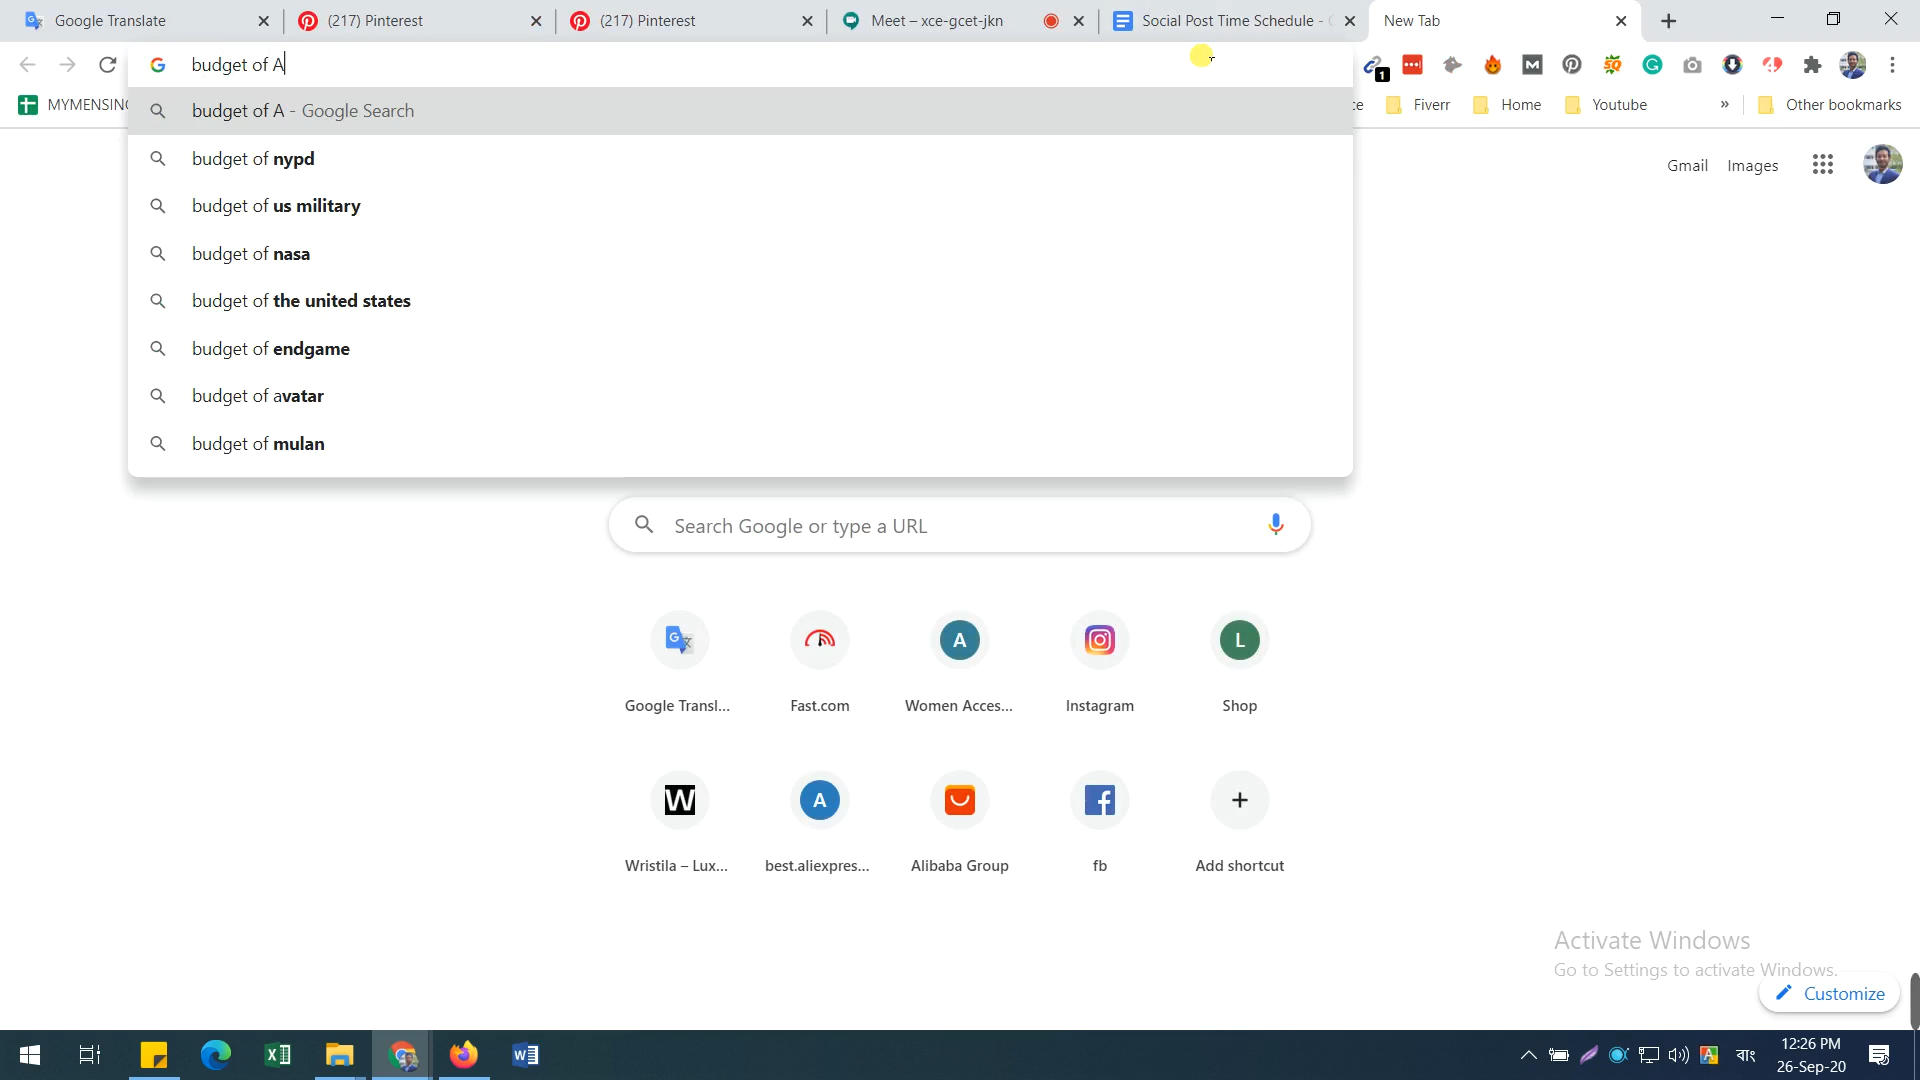 Google Translate
(217) Pinterest
(217) Pinterest
Meet – xce-gcet-jkn
Social Post Time Schedule -
New Tab
budget of A
1
MYMENSING
Fiverr
Home
Youtube
»
Other bookmarks
budget of A - Google Search
budget of nypd
budget of us military
budget of nasa
budget of the united states
budget of endgame
budget of avatar
budget of mulan
Gmail
Images
Search Google or type a URL
A
L
Google Transl...
Fast.com
Women Acces...
Instagram
Shop
W
A
Wristila – Lux...
best.aliexpres...
Alibaba Group
fb
Add shortcut
Activate Windows
Go to Settings to activate Windows.
Customize
বাং
12:26 PM
26-Sep-20